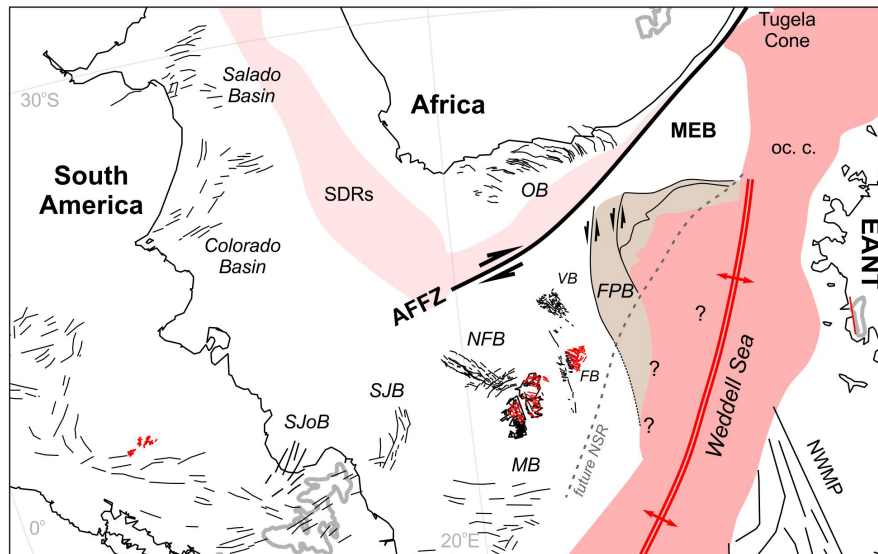 Tugela
Cone
Salado
Basin
30°S
Africa
MEB
oc. c.
South
America
SDRs
OB
EANT
Colorado
Basin
AFFZ
VB
FPB
?
NFB
FB
?
Weddell Sea
SJB
SJoB
?
MB
future NSR
NWMP
0°
20°E